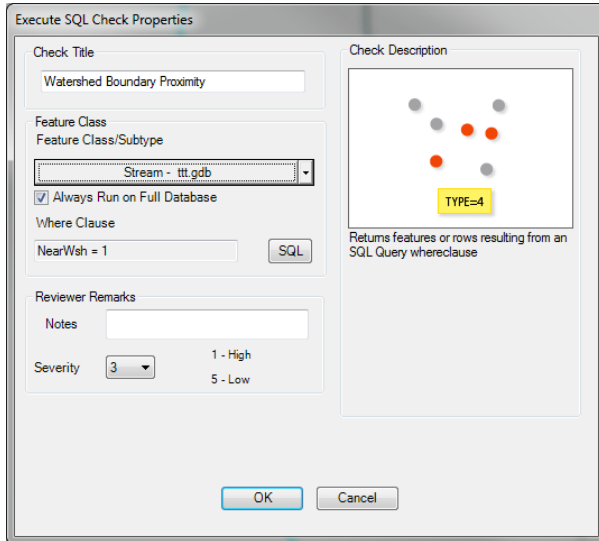 Execute SQL Check Properties
Check Title
Watershed Boundary Proximity
Feature Class
Feature Class/Subtype
Stream - ttt.gdb
Always Run on Full Database
Where Clause
NearWsh = 1
SQL
Reviewer Remarks
Notes
Severity
3
1 - High
5 - Low
Check Description
TYPE=4
Returns features or rows resulting from an
SQL Query whereclause
OK
Cancel